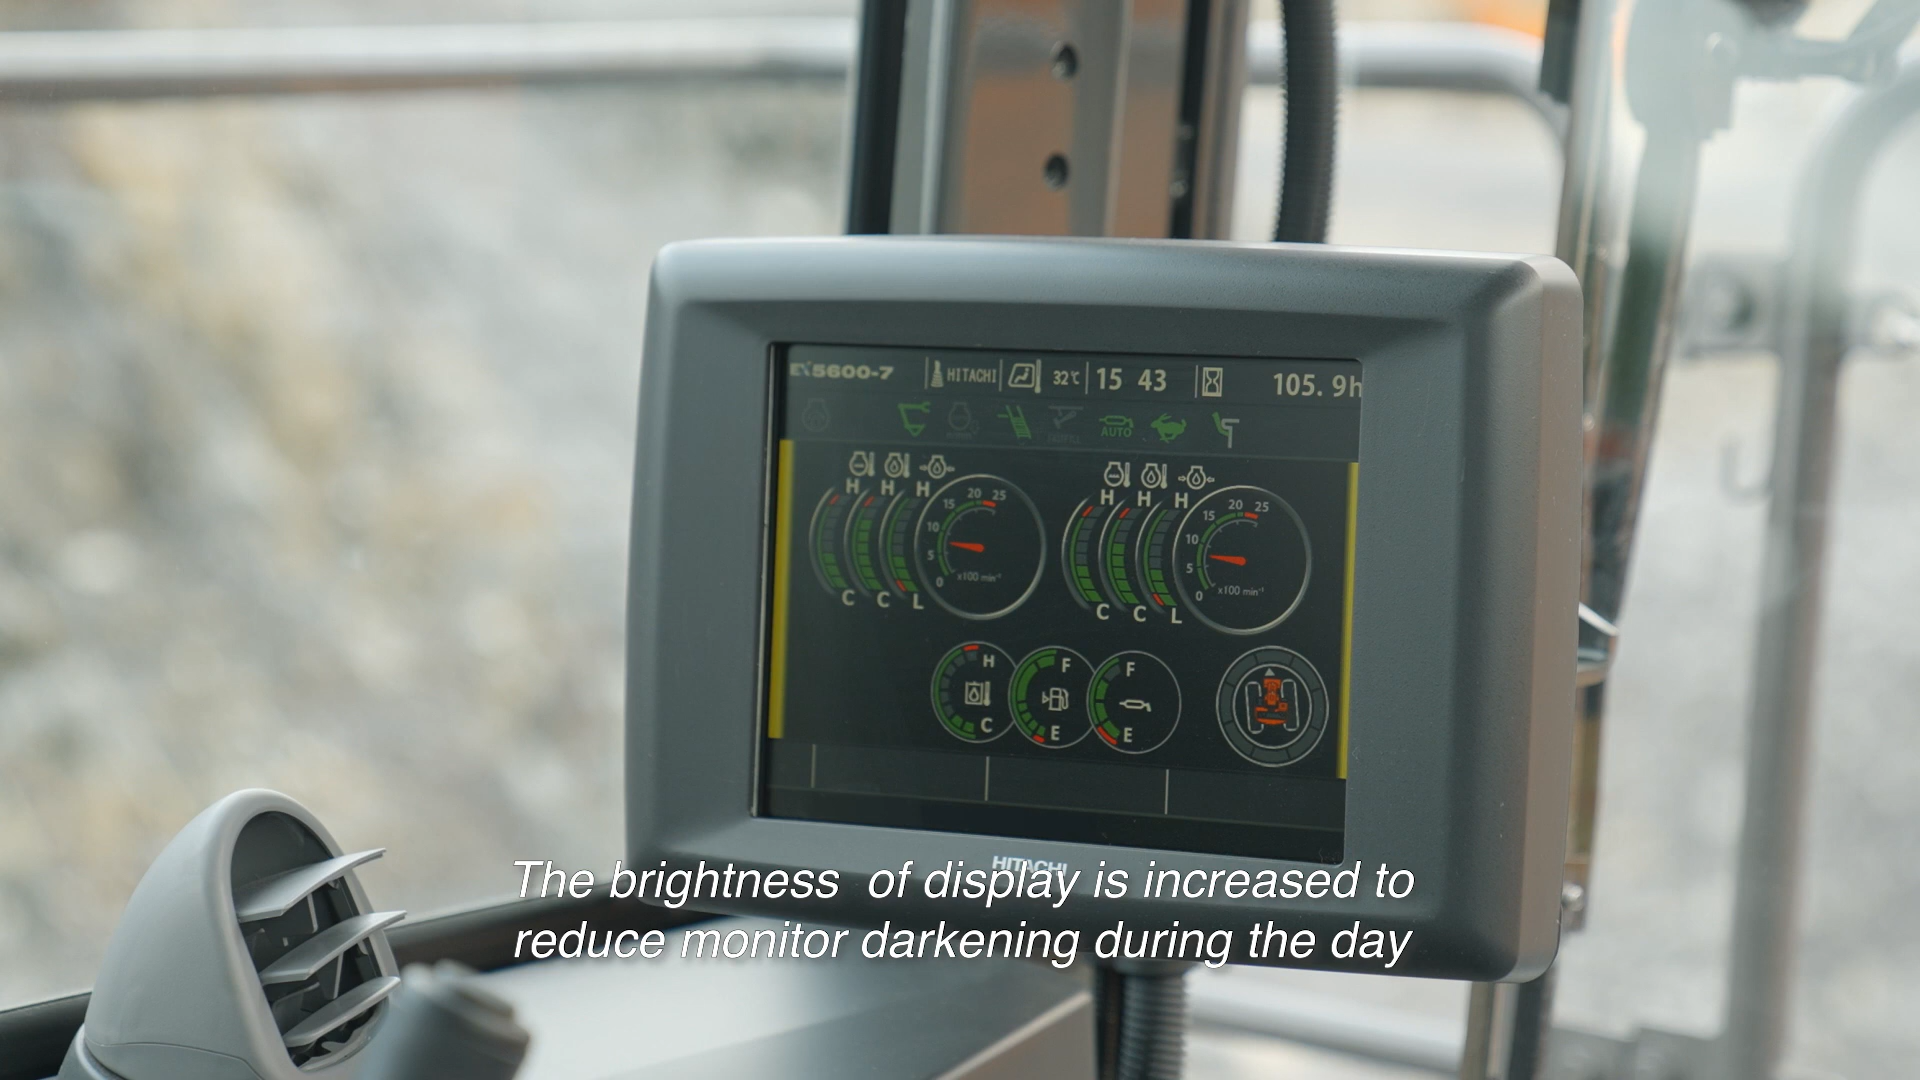 EX5600-7 HITACHI 32℃ 15 43 105.9h
AUTO
H H H 15 20 25
10
5
0
x100 min⁻¹
C C L
H H H 15 20 25
10
5
0
x100 min⁻¹
C C L
H F F
C E E
HITACHI
The brightness  of display is increased to
reduce monitor darkening during the day